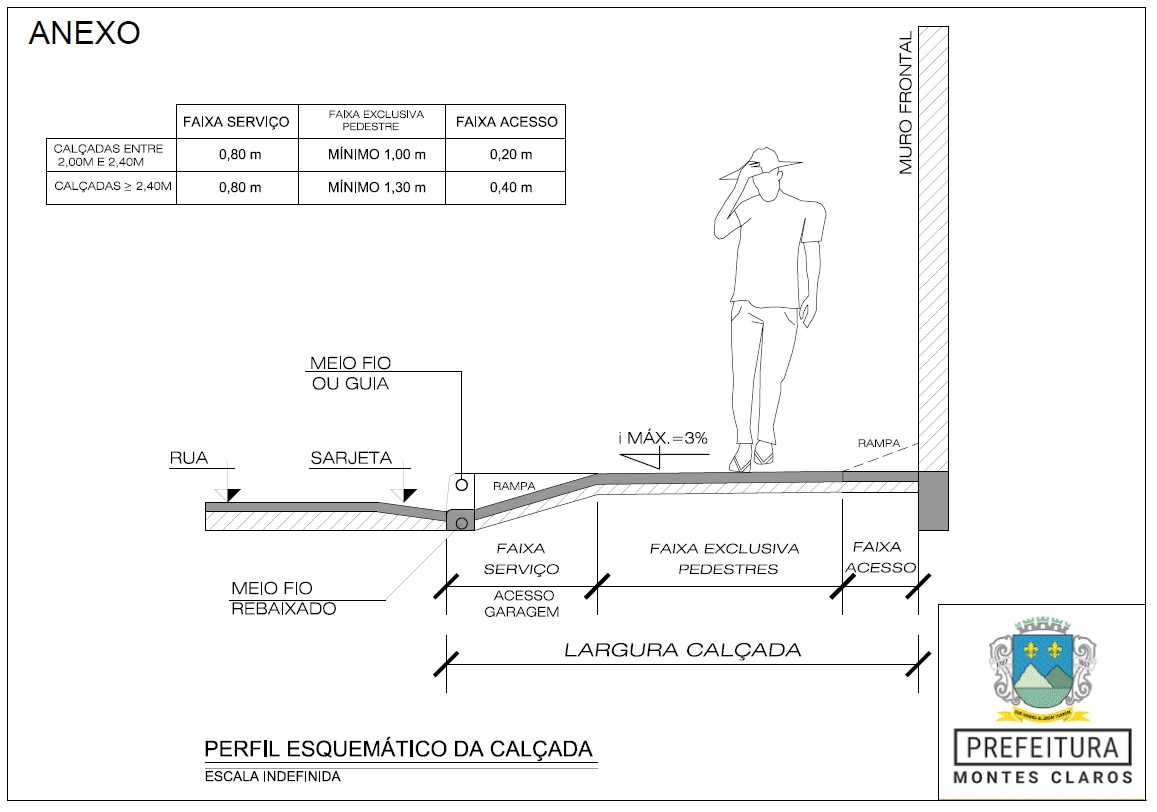 ANEXO
FAIXA SERVIÇO
FAIXA EXCLUSIVA
PEDESTRE
FAIXA ACESSO
CALÇADAS ENTRE
2,00M E 2,40M
0,80 m
MÍNIMO 1,00 m
0,20 m
CALÇADAS ≥ 2,40M
0,80 m
MÍNIMO 1,30 m
0,40 m
MURO FRONTAL
MEIO FIO
OU GUIA
RUA
SARJETA
i MÁX.=3%
RAMPA
RAMPA
FAIXA
SERVIÇO
FAIXA EXCLUSIVA
PEDESTRES
FAIXA
ACESSO
ACESSO
GARAGEM
MEIO FIO
REBAIXADO
LARGURA CALÇADA
PERFIL ESQUEMÁTICO DA CALÇADA
ESCALA INDEFINIDA
PREFEITURA
MONTES CLAROS